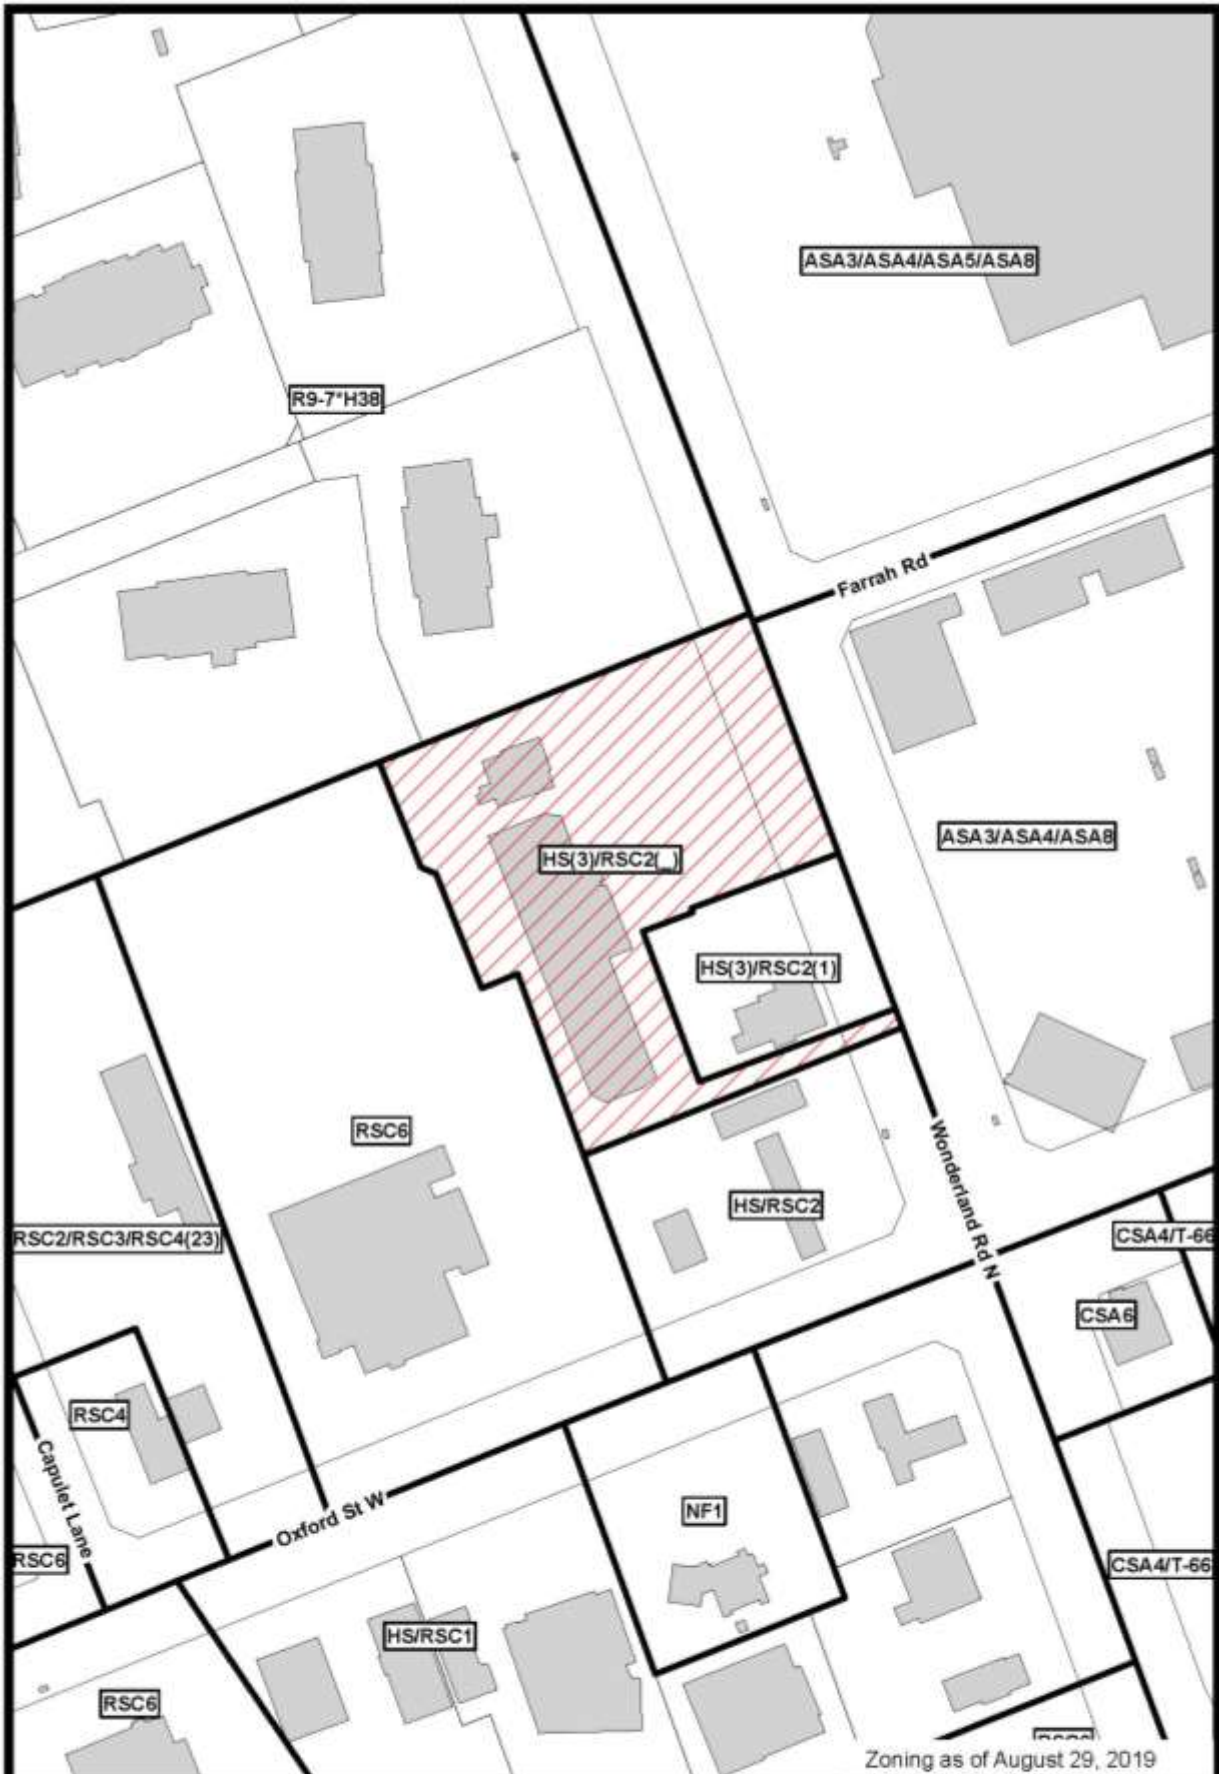 ASA3/ASA4/ASA5/ASA8
R9-7*H38
Farrah Rd
ASA3/ASA4/ASA8
HS(3)/RSC2(_)
HS(3)/RSC2(1)
RSC6
Wonderland Rd N
HS/RSC2
RSC2/RSC3/RSC4(23)
CSA4/T-66
CSA6
RSC4
Capulet Lane
Oxford St W
NF1
RSC6
CSA4/T-66
HS/RSC1
RSC6
Zoning as of August 29, 2019